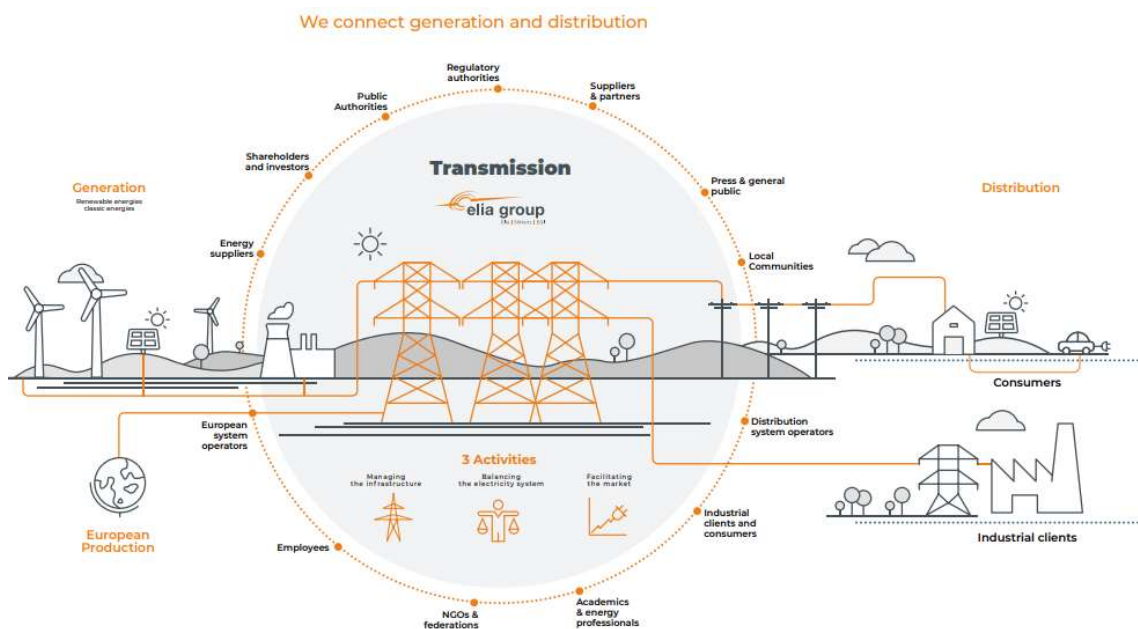 We connect generation and distribution
Regulatory
authorities
Suppliers
& partners
Public
Authorities
Shareholders
and investors
Transmission
elia group
Press & general
public
Generation
Renewable energies
classic energies
Distribution
Energy
suppliers
Local
Communities
Consumers
European
system
operators
Distribution
system operators
3 Activities
Managing
the infrastructure
Balancing
the electricity system
Facilitating
the market
European
Production
Industrial
clients and
consumers
Industrial clients
Employees
NGOs &
federations
Academics
& energy
professionals